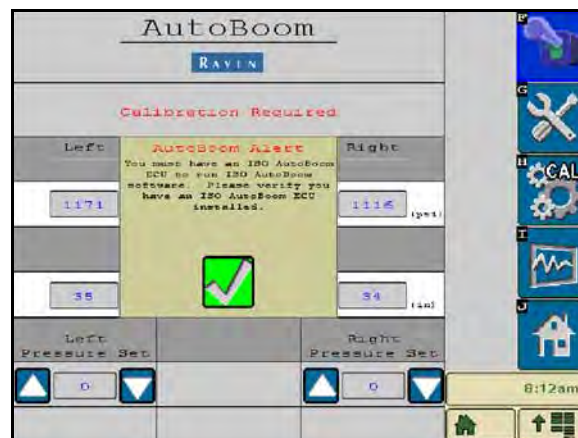 AutoBoom
RAVEN
Calibration Required
Left
AutoBoom Alert
Right
You must have an ISO AutoBoom
ECU to run ISO AutoBoom
software. Please verify you
have an ISO AutoBoom ECU
installed.
1171
1116 (psi)
35
34 (in)
Left
Pressure Set
Right
Pressure Set
0
0
F
G
H
CAL
I
J
8:12am